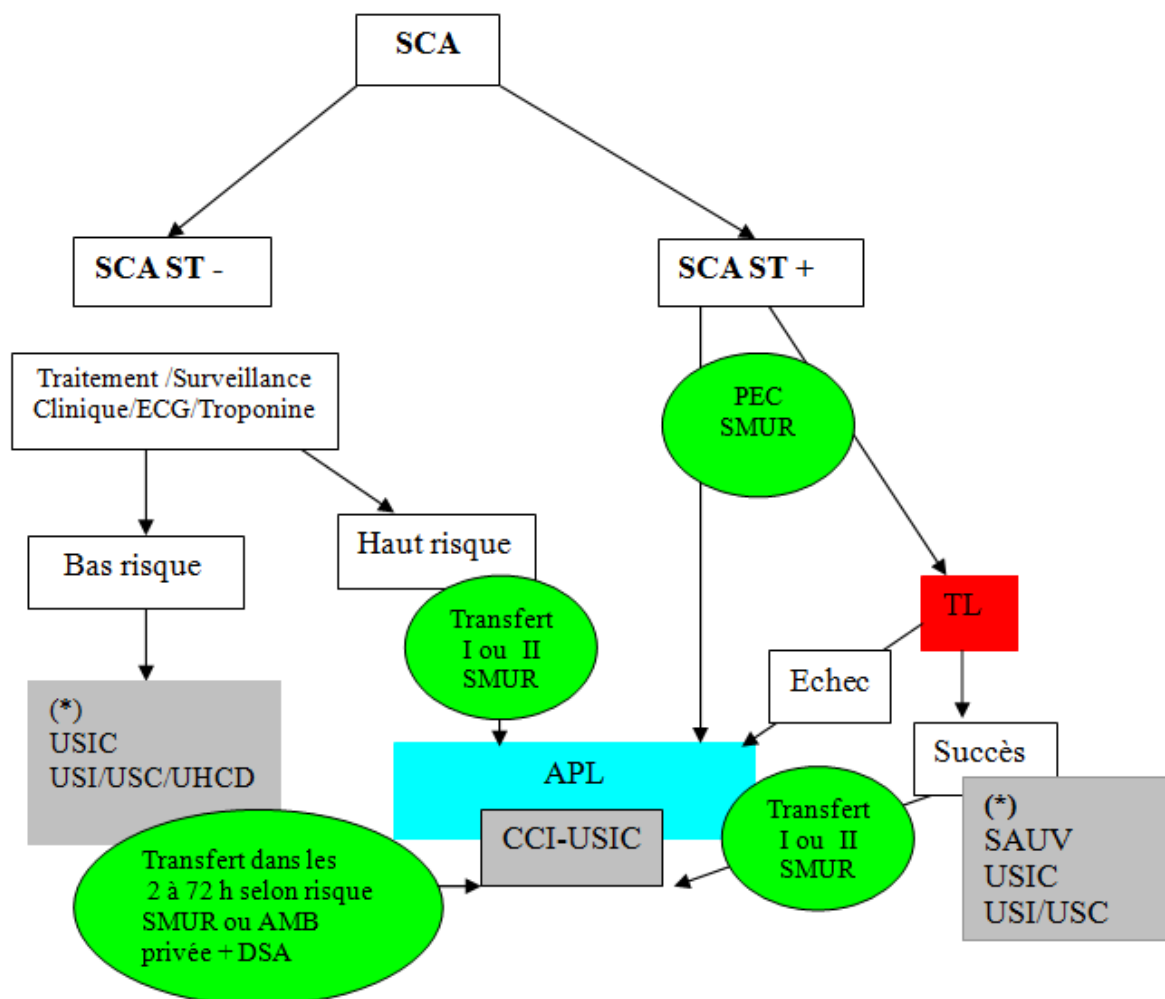 SCA
SCA ST -
SCA ST +
Traitement /Surveillance
Clinique/ECG/Troponine
PEC
SMUR
Bas risque
Haut risque
Transfert
I ou II
SMUR
TL
Echec
Succès
(*)
USIC
USI/USC/UHCD
APL
CCI-USIC
Transfert
I ou II
SMUR
(*)
SAUV
USIC
USI/USC
Transfert dans les
2 à 72 h selon risque
SMUR ou AMB
privée + DSA